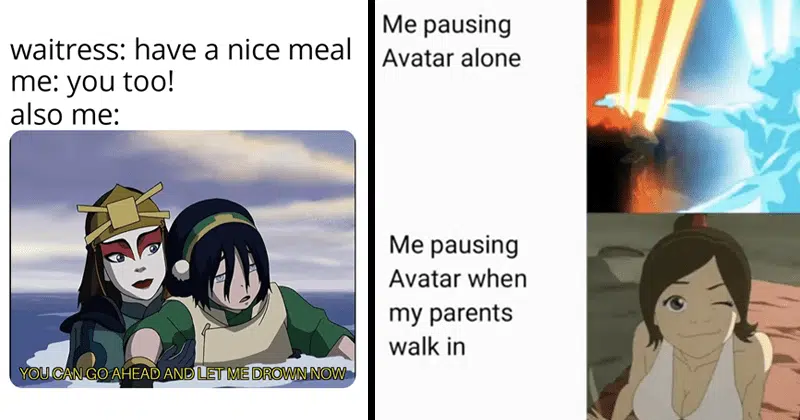 waitress: have a nice meal
me: you too!
also me:
YOU CAN GO AHEAD AND LET ME DROWN NOW
Me pausing
Avatar alone
Me pausing
Avatar when
my parents
walk in